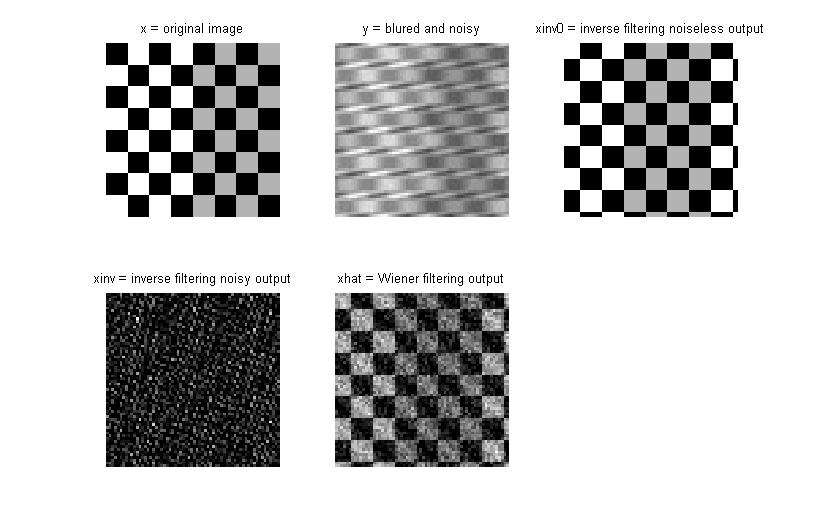 x = original image
y = blured and noisy
xinv0 = inverse filtering noiseless output
xinv = inverse filtering noisy output
xhat = Wiener filtering output